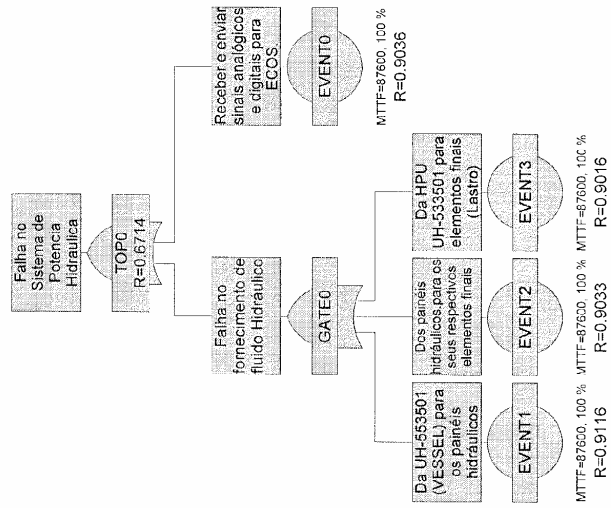 Falha no
Sistema de
Potencia
Hidraulica
TOP0
R=0.6714
Falha no
fornecimento de
fluido Hidráulico
GATE0
Receber e enviar
sinais analógicos
e digitais para
ECOS.
EVENT0
MTTF=87600, 100 %
R=0.9036
Da UH-553501
(VESSEL) para
os painéis
hidráulicos
EVENT1
MTTF=87600, 100 %
R=0.9116
Dos painéis
hidráulicos para os
seus respectivos
elementos finais
EVENT2
MTTF=87600, 100 %
R=0.9033
Da HPU
UH-533501 para
elementos finais
(Lastro)
EVENT3
MTTF=87600, 100 %
R=0.9016